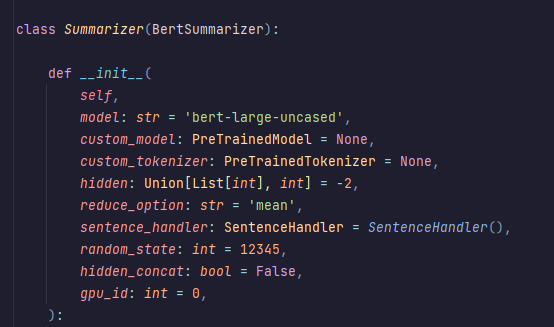 class Summarizer(BertSummarizer):
def __init__(
self,
model: str = 'bert-large-uncased',
custom_model: PreTrainedModel = None,
custom_tokenizer: PreTrainedTokenizer = None,
hidden: Union[List[int], int] = -2,
reduce_option: str = 'mean',
sentence_handler: SentenceHandler = SentenceHandler(),
random_state: int = 12345,
hidden_concat: bool = False,
gpu_id: int = 0,
):